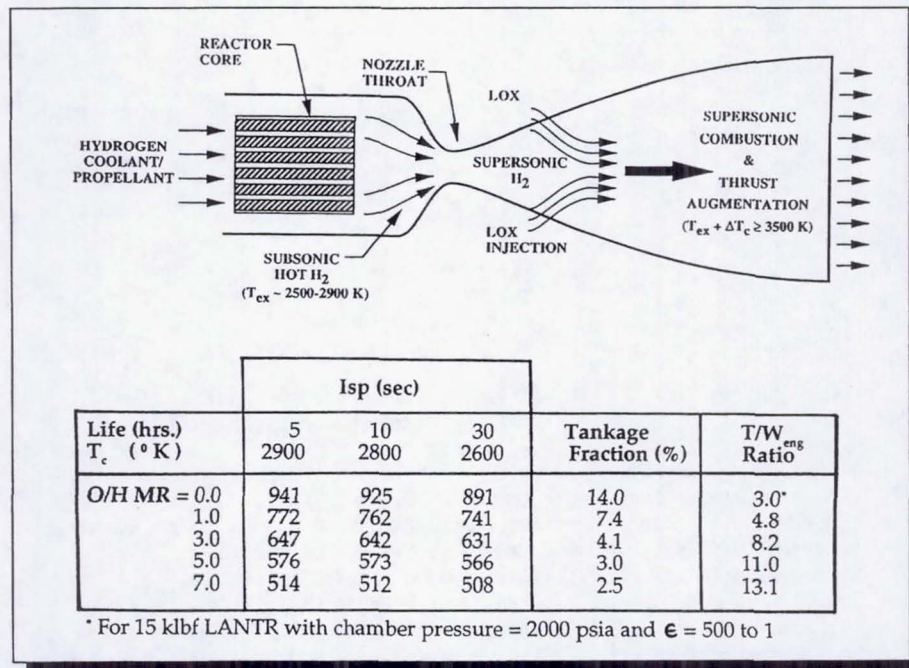 REACTOR
CORE
NOZZLE
THROAT
LOX
HYDROGEN
COOLANT/
PROPELLANT
SUPERSONIC
H2
SUPERSONIC
COMBUSTION
&
THRUST
AUGMENTATION
(Tex + ΔTc ≥ 3500 K)
LOX
INJECTION
SUBSONIC
HOT H2
(Tex ~ 2500-2900 K)
Isp (sec)
Life (hrs.) 5 10 30 Tankage T/Weng
Tc (°K) 2900 2800 2600 Fraction (%) Ratio
O/H MR = 0.0 941 925 891 14.0 3.0*
1.0 772 762 741 7.4 4.8
3.0 647 642 631 4.1 8.2
5.0 576 573 566 3.0 11.0
7.0 514 512 508 2.5 13.1
* For 15 klbf LANTR with chamber pressure = 2000 psia and ϵ = 500 to 1